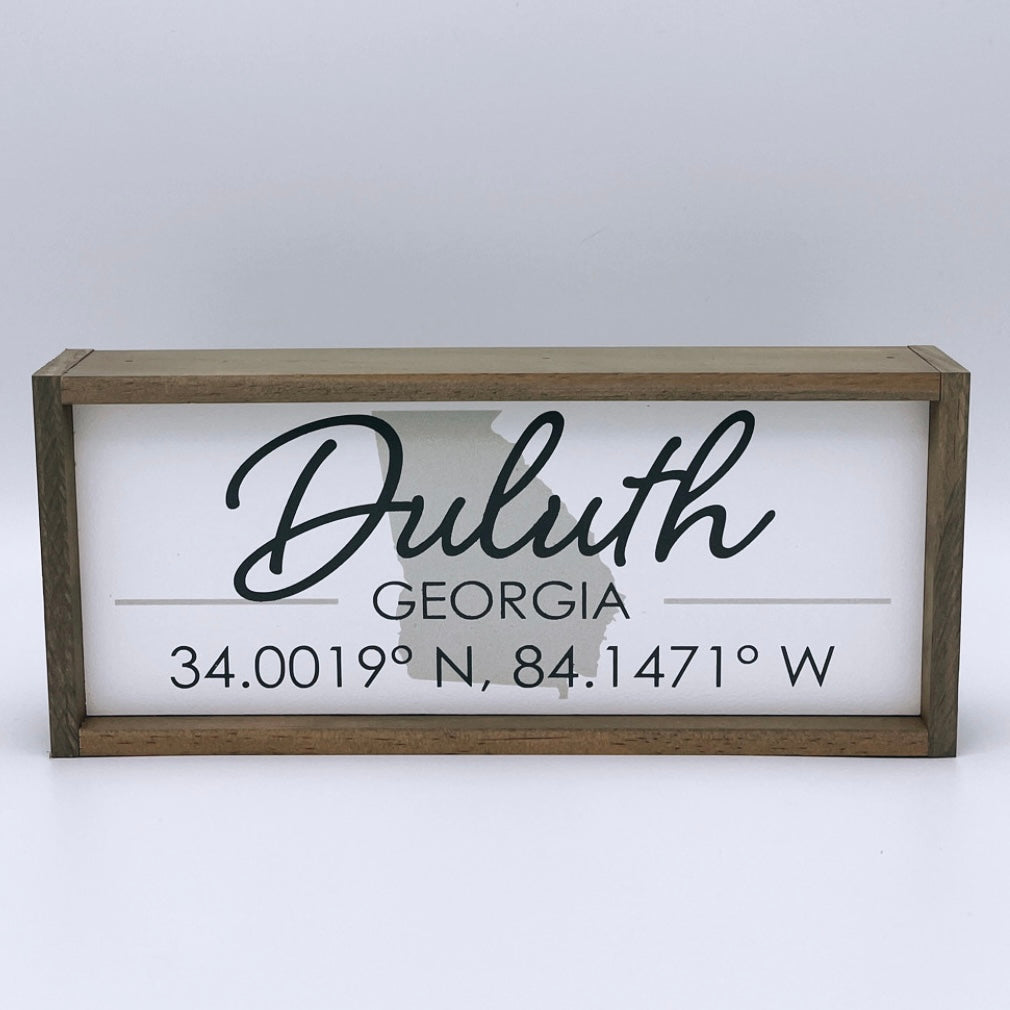 Duluth
GEORGIA
34.0019° N, 84.1471° W